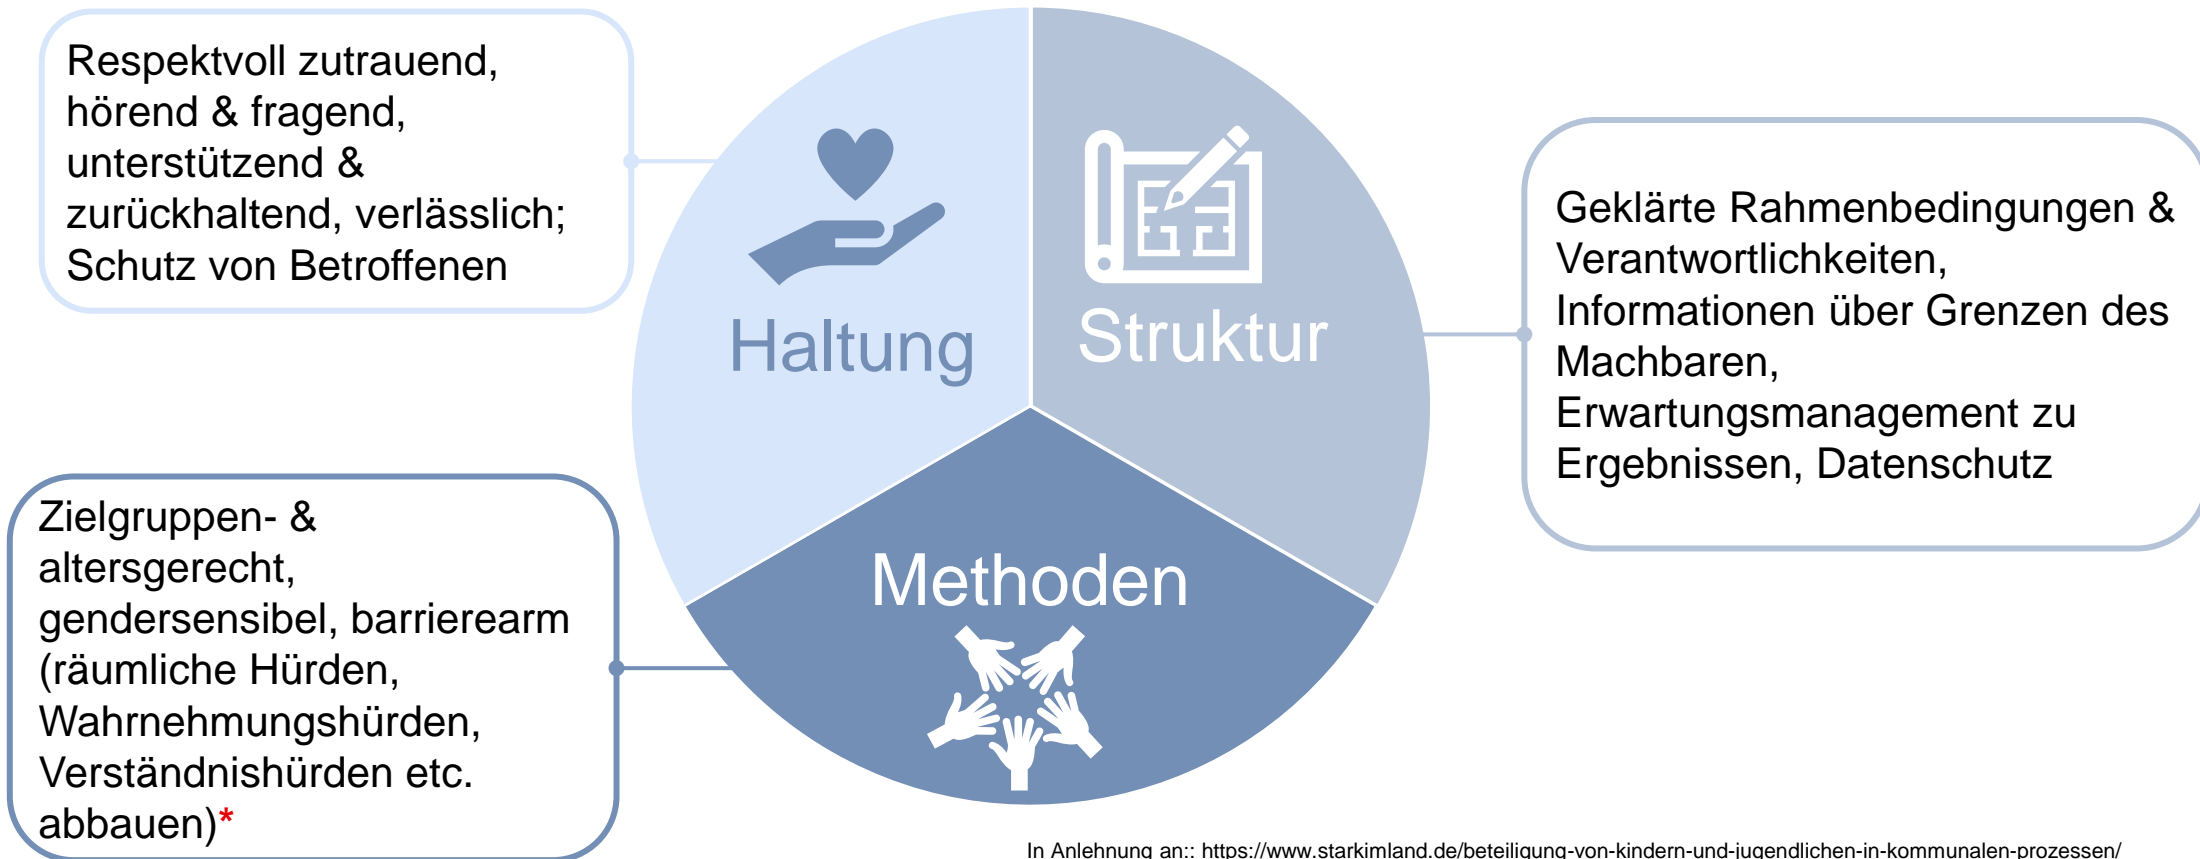 Respektvoll zutrauend,
hörend & fragend,
unterstützend &
zurückhaltend, verlässlich;
Schutz von Betroffenen
Haltung
Struktur
Geklärte Rahmenbedingungen &
Verantwortlichkeiten,
Informationen über Grenzen des
Machbaren,
Erwartungsmanagement zu
Ergebnissen, Datenschutz
Zielgruppen- &
altersgerecht,
gendersensibel, barrierearm
(räumliche Hürden,
Wahrnehmungshürden,
Verständnishürden etc.
abbauen)*
Methoden
In Anlehnung an:: https://www.starkimland.de/beteiligung-von-kindern-und-jugendlichen-in-kommunalen-prozessen/